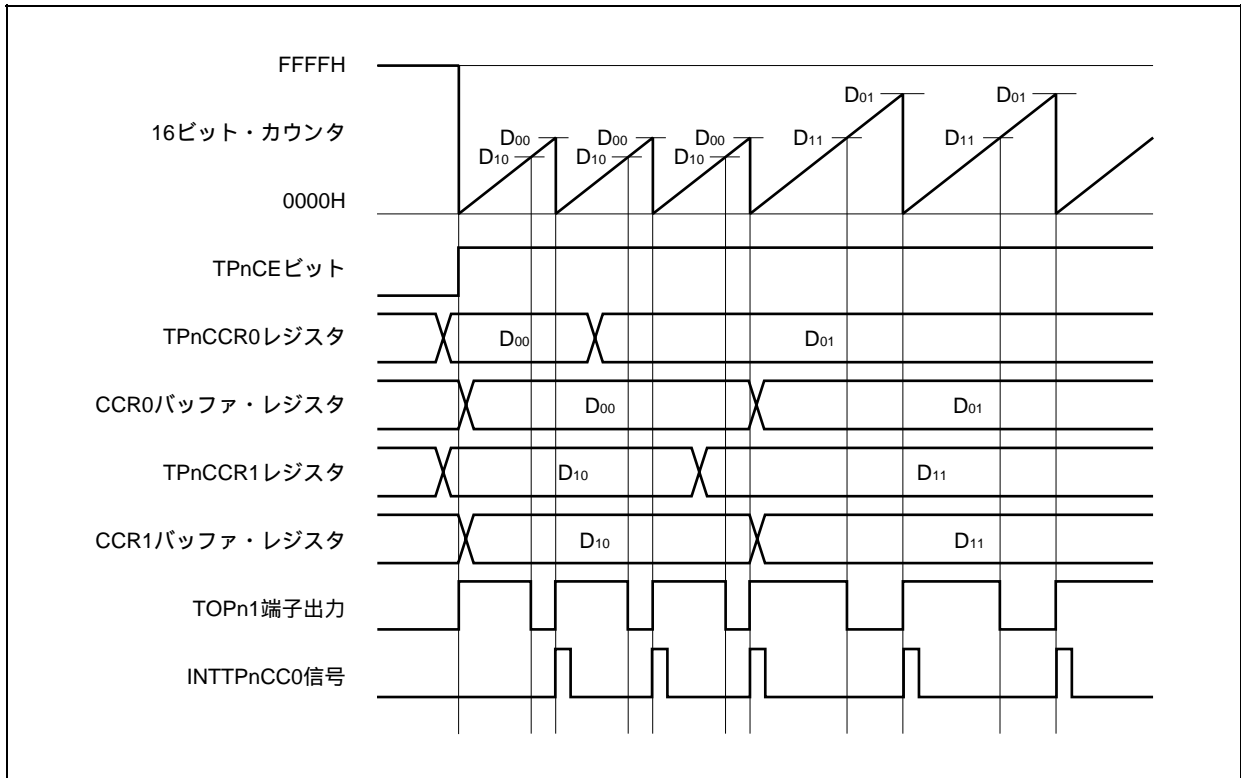 FFFFH
D01 D01
16ビット・カウンタ
D00 D00 D00 D11 D11
D10 D10 D10
0000H
TPnCEビット
TPnCCR0レジスタ D00 D01
CCR0バッファ・レジスタ D00 D01
TPnCCR1レジスタ D10 D11
CCR1バッファ・レジスタ D10 D11
TOPn1端子出力
INTTPnCC0信号